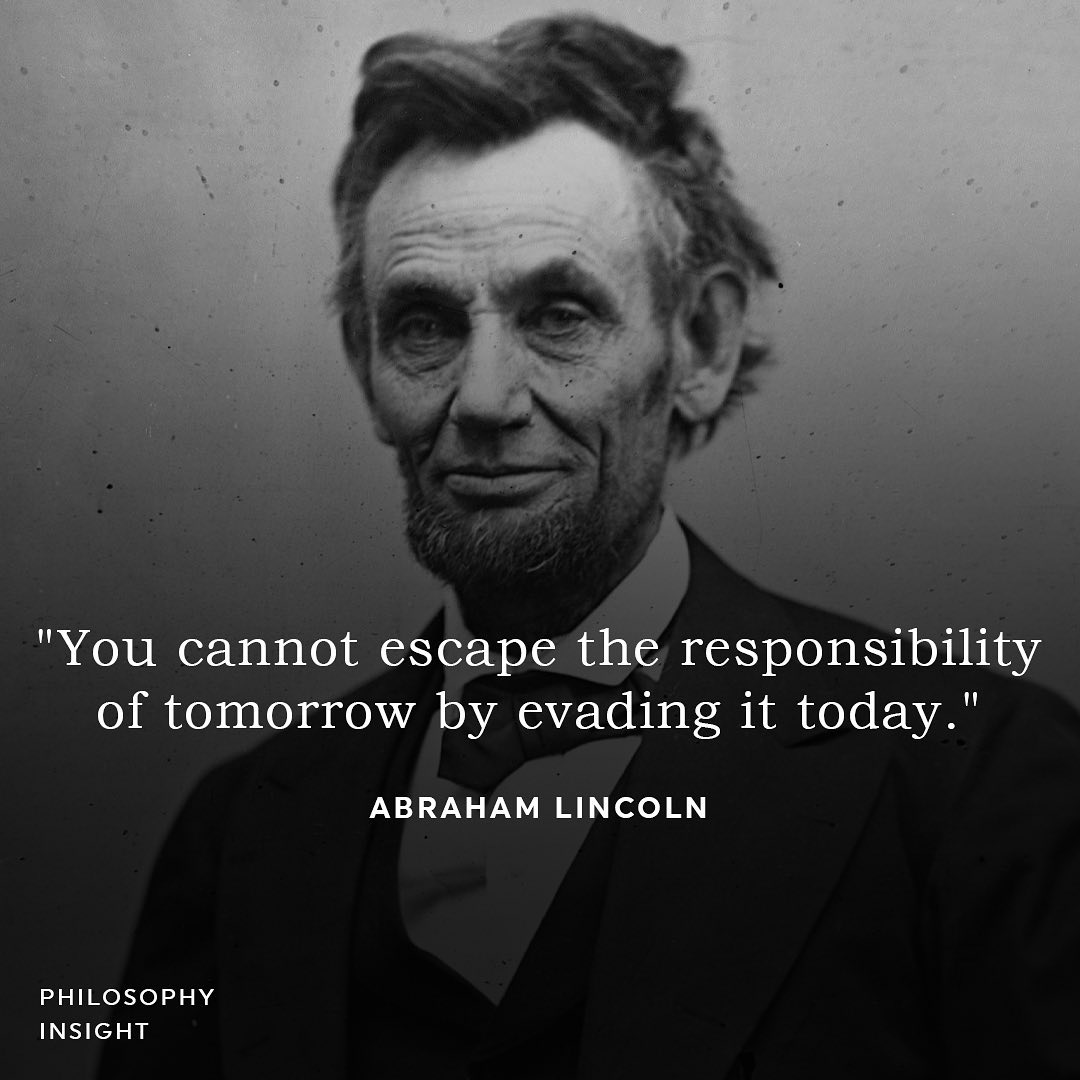 "You cannot escape the responsibility
of tomorrow by evading it today."
ABRAHAM LINCOLN
PHILOSOPHY
INSIGHT